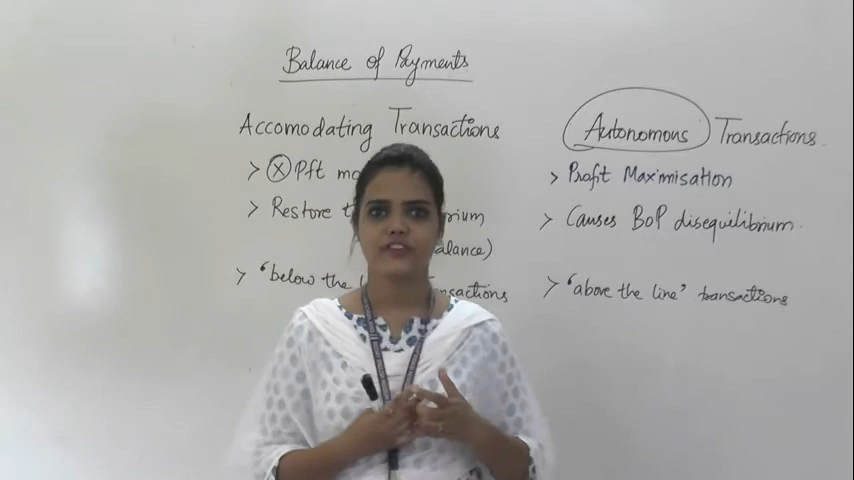 Balance of Payments
Accomodating Transactions
> ⓧ Pft
> Restore
> 'below the
Autonomous Transactions.
> Profit Maximisation
> Causes BoP disequilibrium.
> 'above the line' transactions